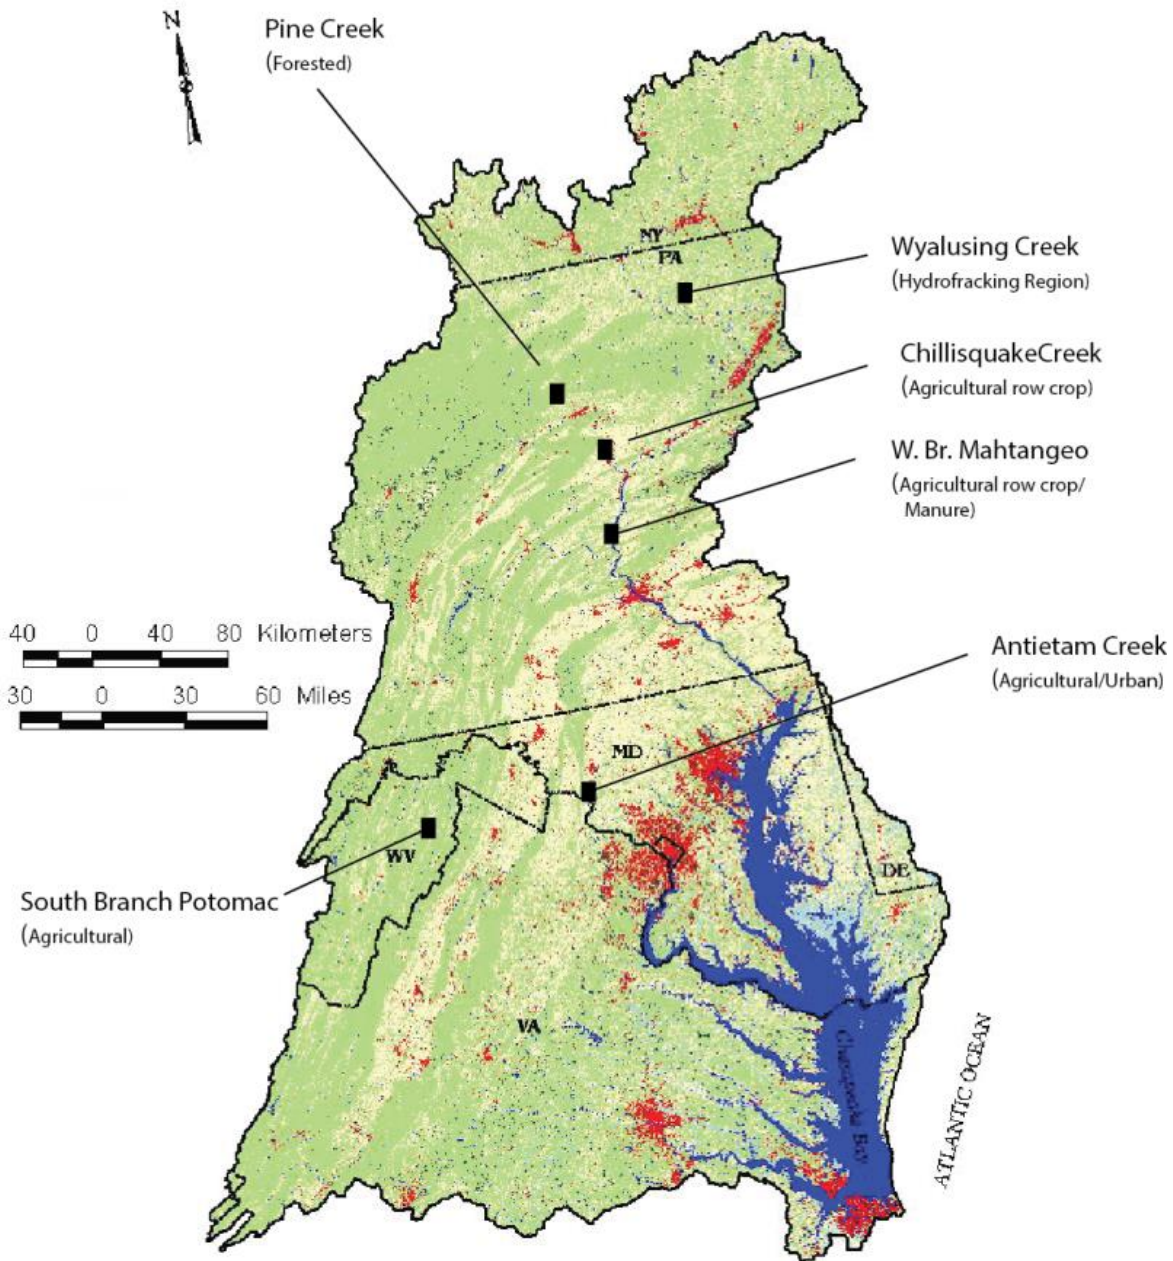 N
Pine Creek
(Forested)
NY
PA
Wyalusing Creek
(Hydrofracking Region)
ChillisquakeCreek
(Agricultural row crop)
W. Br. Mahtangeo
(Agricultural row crop/
Manure)
40 0 40 80 Kilometers
30 0 30 60 Miles
Antietam Creek
(Agricultural/Urban)
MD
WV
DE
South Branch Potomac
(Agricultural)
VA
Chesapeake Bay
ATLANTIC OCEAN